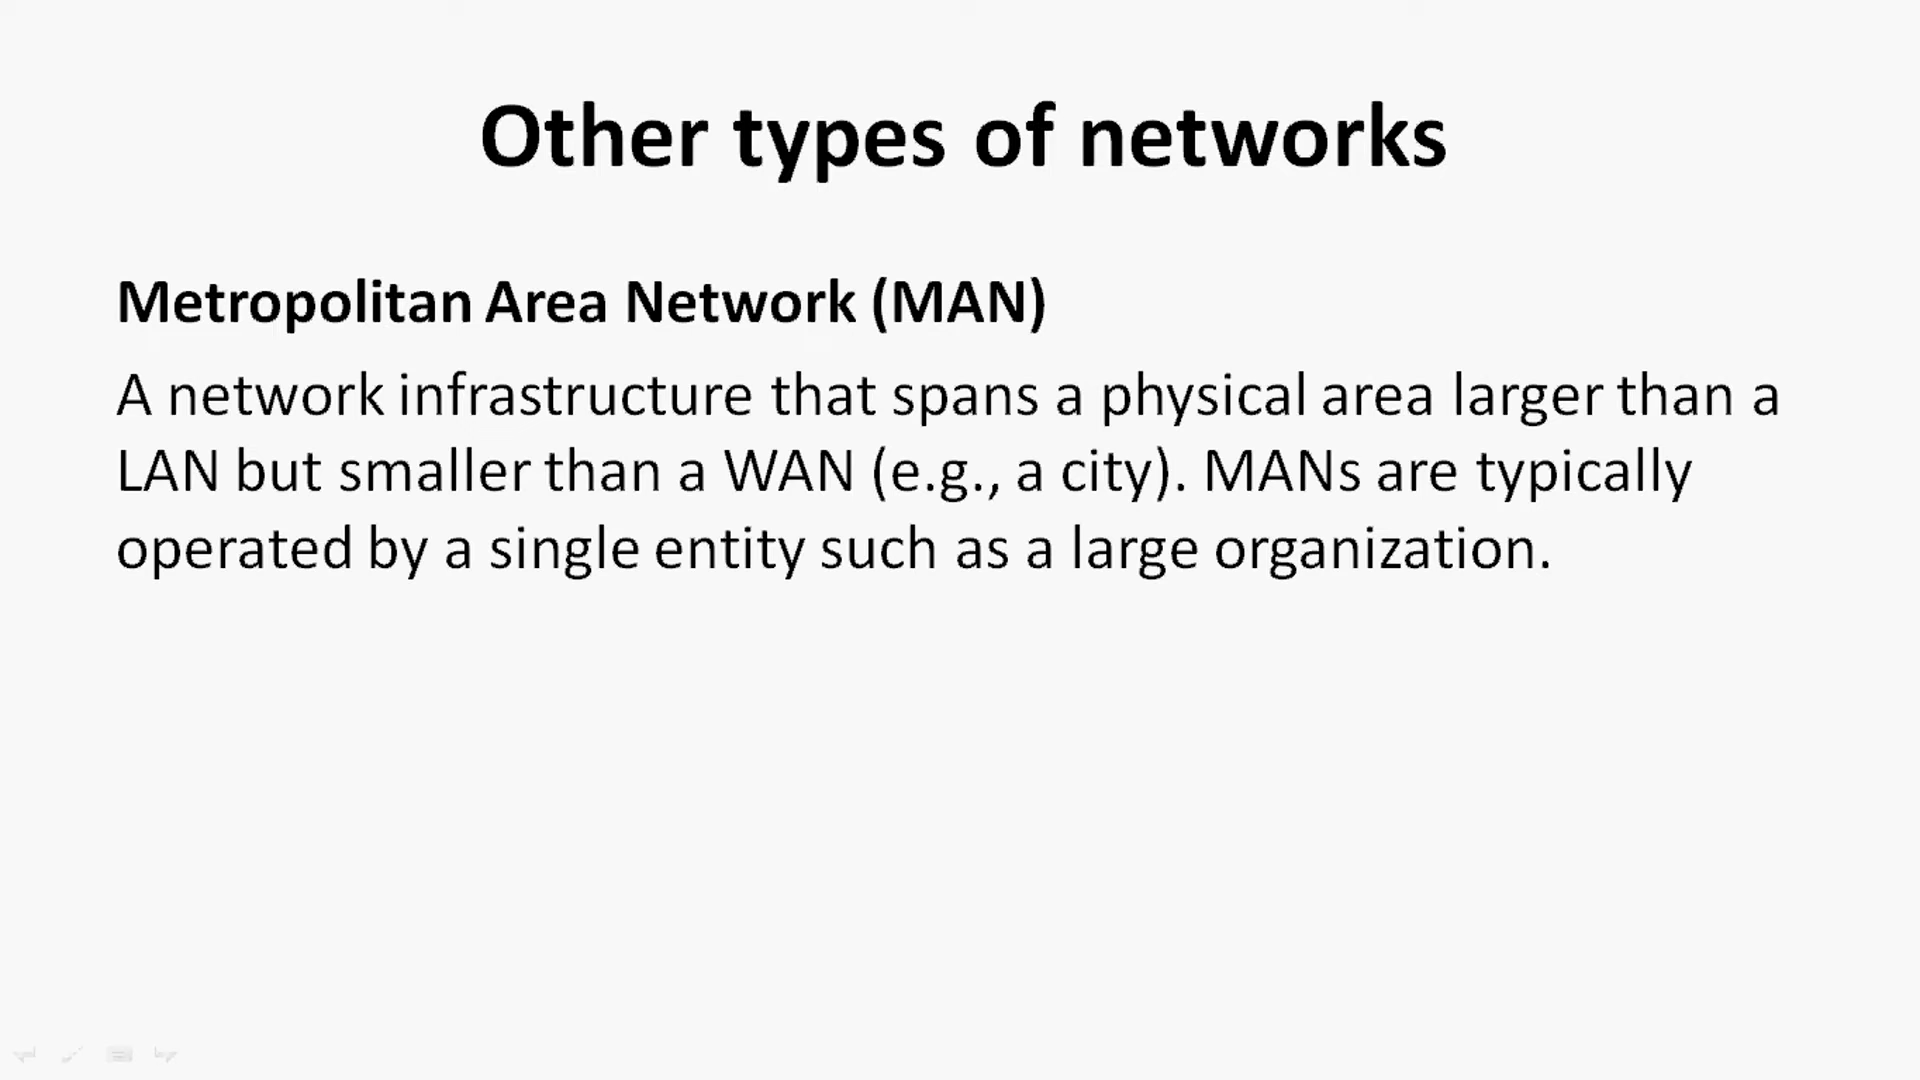 Other types of networks
Metropolitan Area Network (MAN)
A network infrastructure that spans a physical area larger than a
LAN but smaller than a WAN (e.g., a city). MANs are typically
operated by a single entity such as a large organization.